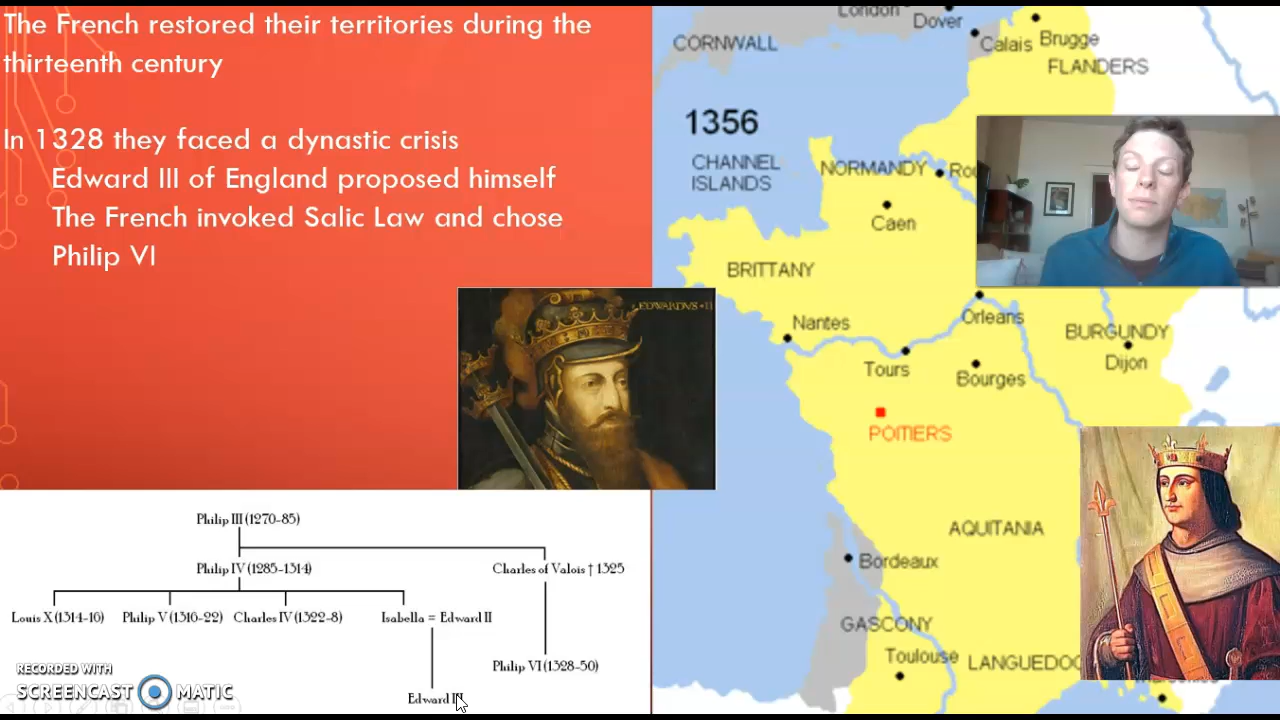 The French restored their territories during the
thirteenth century
In 1328 they faced a dynastic crisis
Edward III of England proposed himself
The French invoked Salic Law and chose
Philip VI
London
Dover
CORNWALL
Calais
Brugge
FLANDERS
1356
CHANNEL
ISLANDS
NORMANDY
Caen
BRITTANY
Nantes
Orleans
BURGUNDY
Tours
Dijon
Bourges
POITIERS
AQUITANIA
Bordeaux
GASCONY
Toulouse
EDWARDVS
Philip III (1270-85)
Philip IV (1285-1314)
Charles of Valois † 1325
Louis X (1314-16)
Philip V (1316-22)
Charles IV (1322-8)
Isabella = Edward II
Philip VI (1328-50)
Edward III
RECORDED WITH
SCREENCAST MATIC